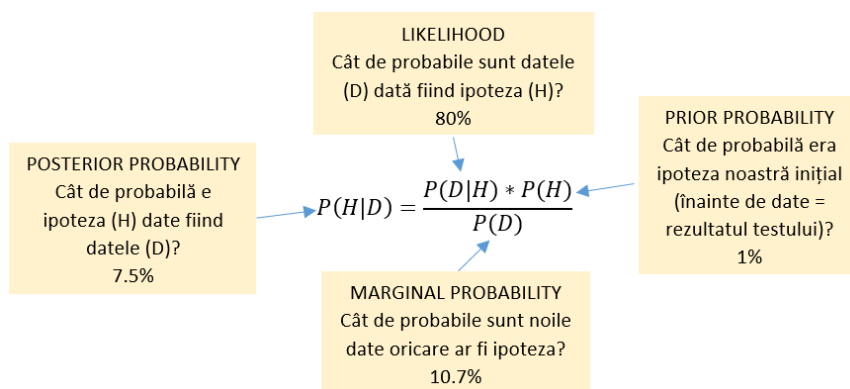 LIKELIHOOD
Cât de probabile sunt datele
(D) dată fiind ipoteza (H)?
80%
PRIOR PROBABILITY
Cât de probabilă era
ipoteza noastră inițial
(înainte de date =
rezultatul testului)?
1%
POSTERIOR PROBABILITY
Cât de probabilă e
ipoteza (H) date fiind
datele (D)?
7.5%
P(H|D) = P(D|H) * P(H)
P(D)
MARGINAL PROBABILITY
Cât de probabile sunt noile
date oricare ar fi ipoteza?
10.7%